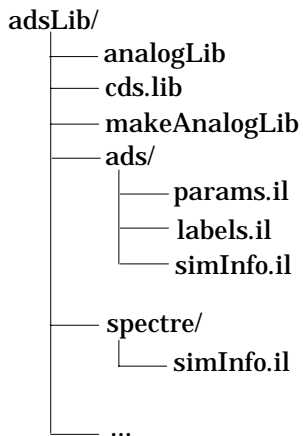 adsLib/
analogLib
cds.lib
makeAnalogLib
ads/
params.il
labels.il
simInfo.il
spectre/
simInfo.il
...